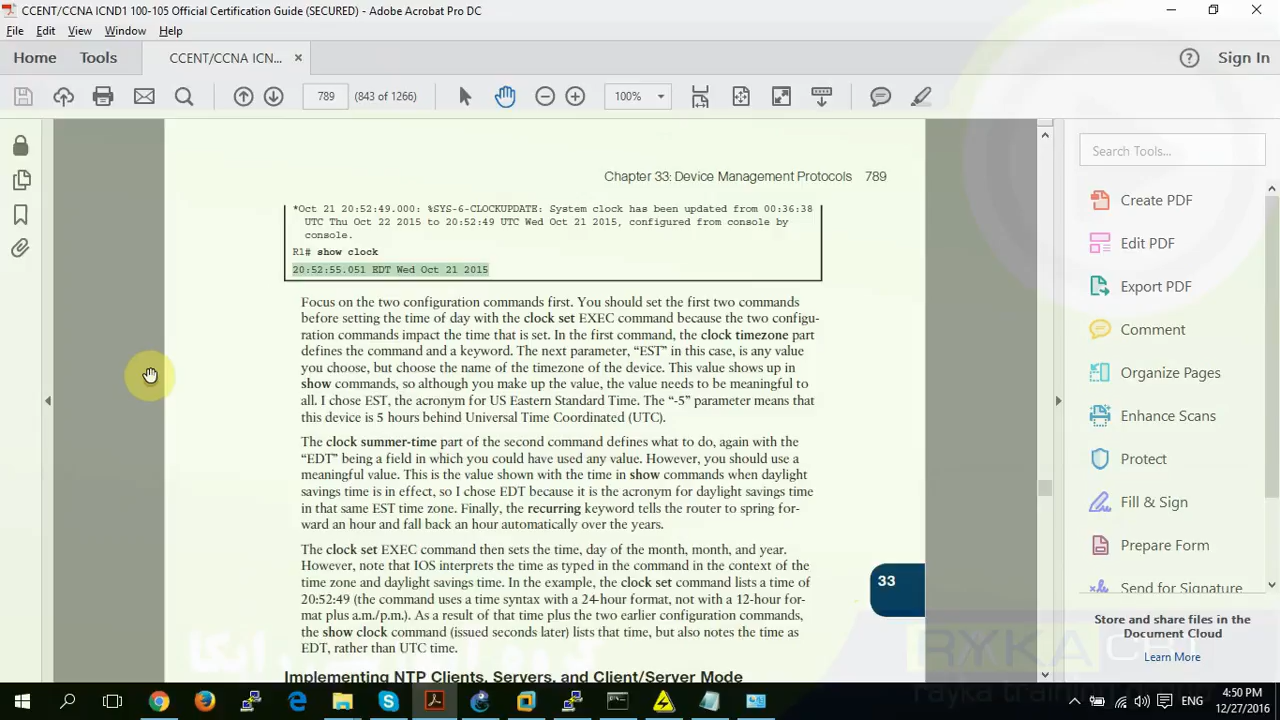 CCENT/CCNA ICND1 100-105 Official Certification Guide (SECURED) - Adobe Acrobat Pro DC
File Edit View Window Help
Home Tools CCENT/CCNA ICN... × Sign In
789 (843 of 1266) 100%
Search Tools...
Create PDF
Edit PDF
Export PDF
Comment
Organize Pages
Enhance Scans
Protect
Fill & Sign
Prepare Form
Send for Signature
Store and share files in the
Document Cloud
Learn More
Chapter 33: Device Management Protocols 789
*Oct 21 20:52:49.000: %SYS-6-CLOCKUPDATE: System clock has been updated from 00:36:38
UTC Thu Oct 22 2015 to 20:52:49 UTC Wed Oct 21 2015, configured from console by
console.
R1# show clock
20:52:55.051 EDT Wed Oct 21 2015
Focus on the two configuration commands first. You should set the first two commands
before setting the time of day with the clock set EXEC command because the two configu-
ration commands impact the time that is set. In the first command, the clock timezone part
defines the command and a keyword. The next parameter, “EST” in this case, is any value
you choose, but choose the name of the timezone of the device. This value shows up in
show commands, so although you make up the value, the value needs to be meaningful to
all. I chose EST, the acronym for US Eastern Standard Time. The “-5” parameter means that
this device is 5 hours behind Universal Time Coordinated (UTC).
The clock summer-time part of the second command defines what to do, again with the
“EDT” being a field in which you could have used any value. However, you should use a
meaningful value. This is the value shown with the time in show commands when daylight
savings time is in effect, so I chose EDT because it is the acronym for daylight savings time
in that same EST time zone. Finally, the recurring keyword tells the router to spring for-
ward an hour and fall back an hour automatically over the years.
The clock set EXEC command then sets the time, day of the month, month, and year.
However, note that IOS interprets the time as typed in the command in the context of the
time zone and daylight savings time. In the example, the clock set command lists a time of
20:52:49 (the command uses a time syntax with a 24-hour format, not with a 12-hour for-
mat plus a.m./p.m.). As a result of that time plus the two earlier configuration commands,
the show clock command (issued seconds later) lists that time, but also notes the time as
EDT, rather than UTC time.
33
Implementing NTP Clients, Servers, and Client/Server Mode
RYKA CBT
rayka training
ENG
4:50 PM
12/27/2016